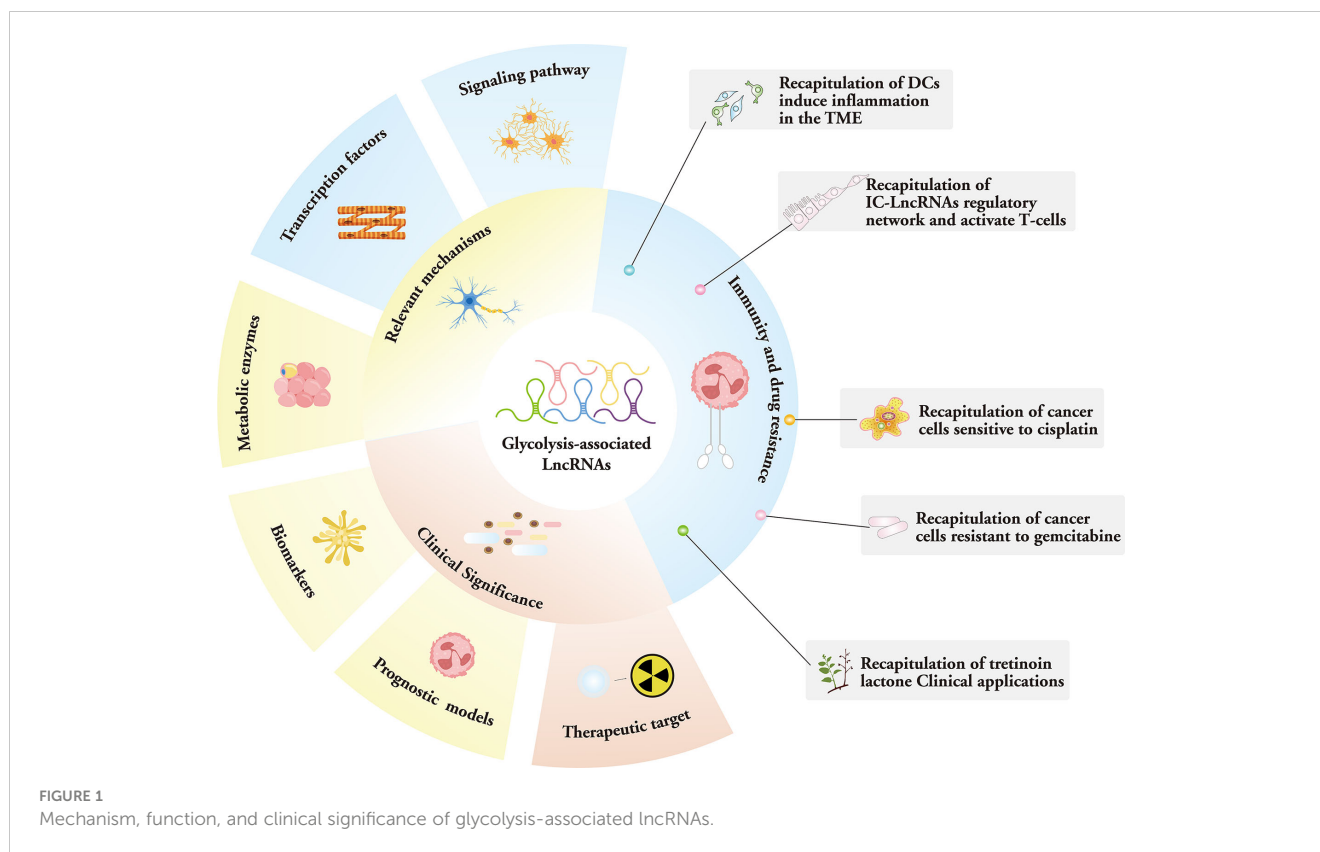 Signaling pathway
Transcription factors
Metabolic enzymes
Relevant mechanisms
Biomarkers
Prognostic models
Therapeutic target
Clinical Significance
Glycolysis-associated
LncRNAs
Immunity and drug resistance
Recapitulation of DCs
induce inflammation
in the TME
Recapitulation of
IC-LncRNAs regulatory
network and activate T-cells
Recapitulation of cancer
cells sensitive to cisplatin
Recapitulation of cancer
cells resistant to gemcitabine
Recapitulation of tretinoin
lactone Clinical applications
FIGURE 1
Mechanism, function, and clinical significance of glycolysis-associated lncRNAs.